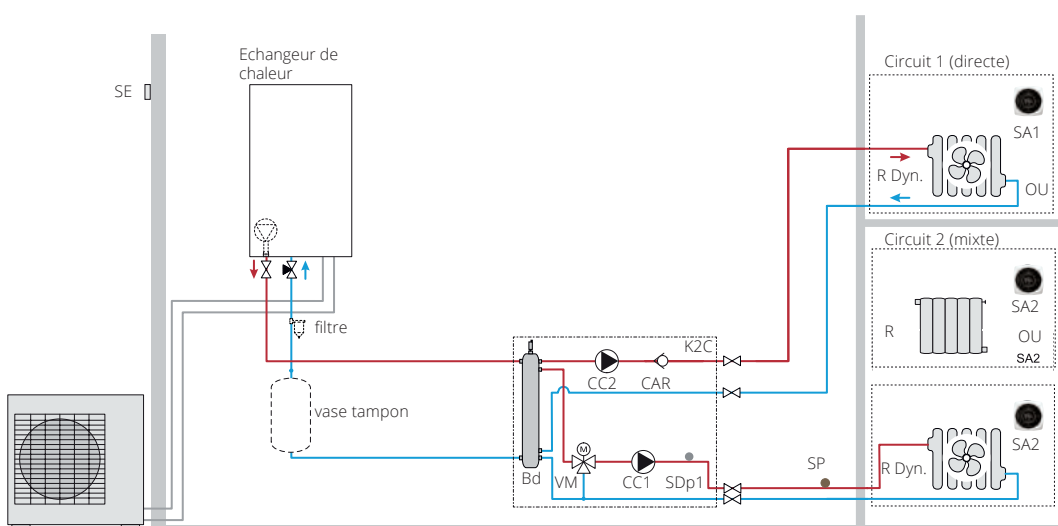 Echangeur de
chaleur
SE
Circuit 1 (directe)
SA1
R Dyn.
OU
Circuit 2 (mixte)
SA2
R
OU
SA2
filtre
K2C
CC2
CAR
vase tampon
M
Bd
VM
CC1
SDp1
SP
R Dyn.
SA2